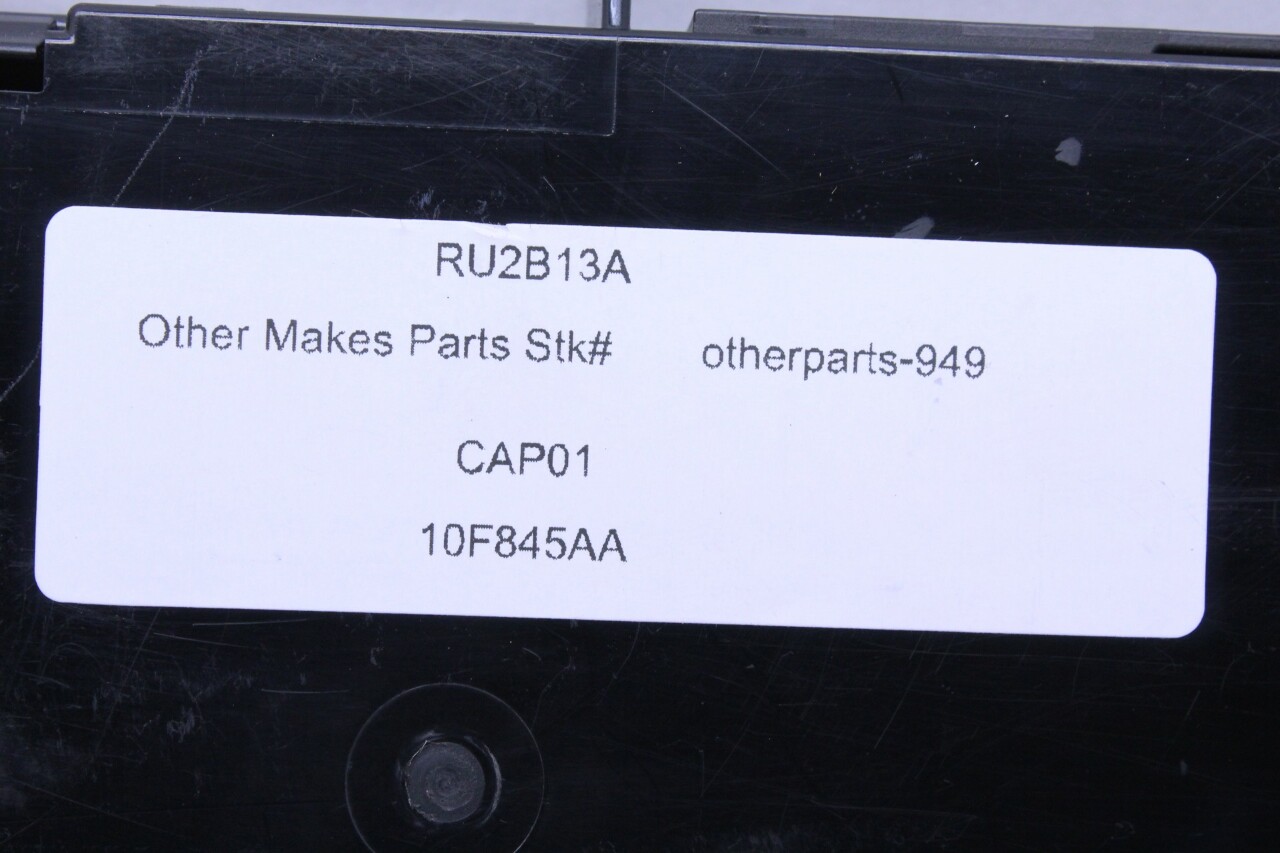 RU2B13A
Other Makes Parts Stk# otherparts-949
CAP01
10F845AA